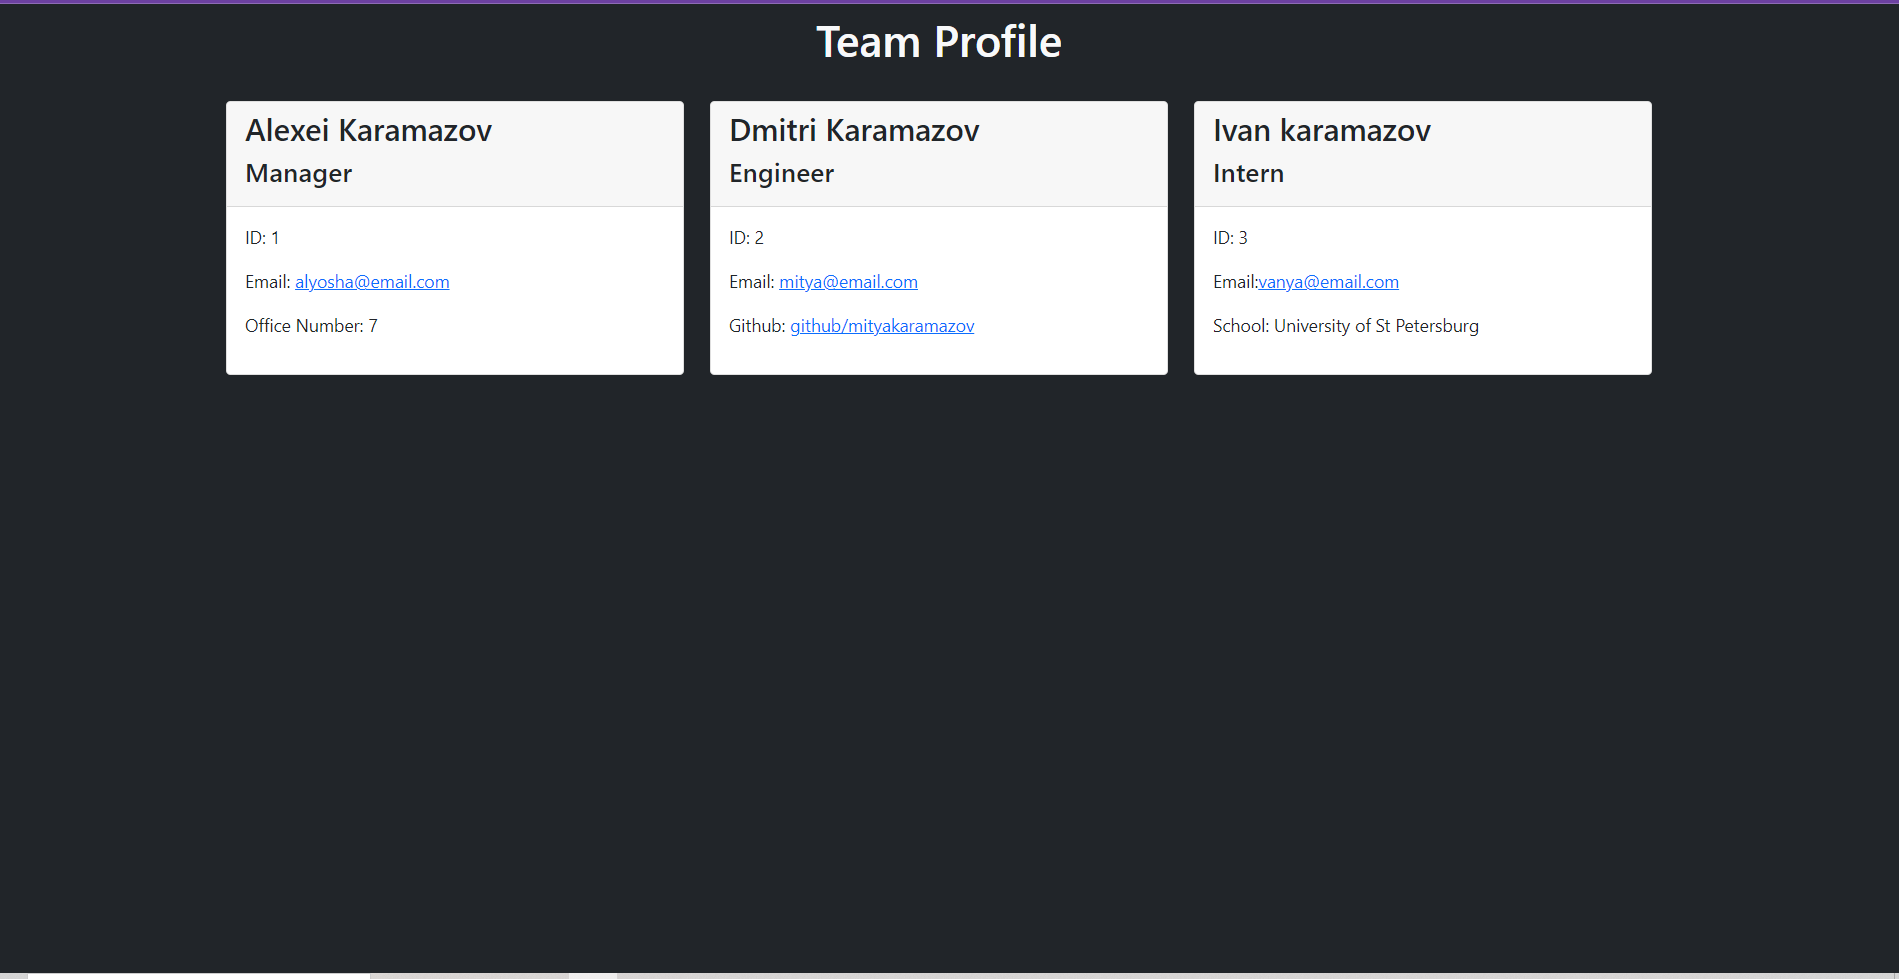 Team Profile
Alexei Karamazov
Manager
ID: 1
Email: alyosha@email.com
Office Number: 7
Dmitri Karamazov
Engineer
ID: 2
Email: mitya@email.com
Github: github/mityakaramazov
Ivan karamazov
Intern
ID: 3
Email:vanya@email.com
School: University of St Petersburg